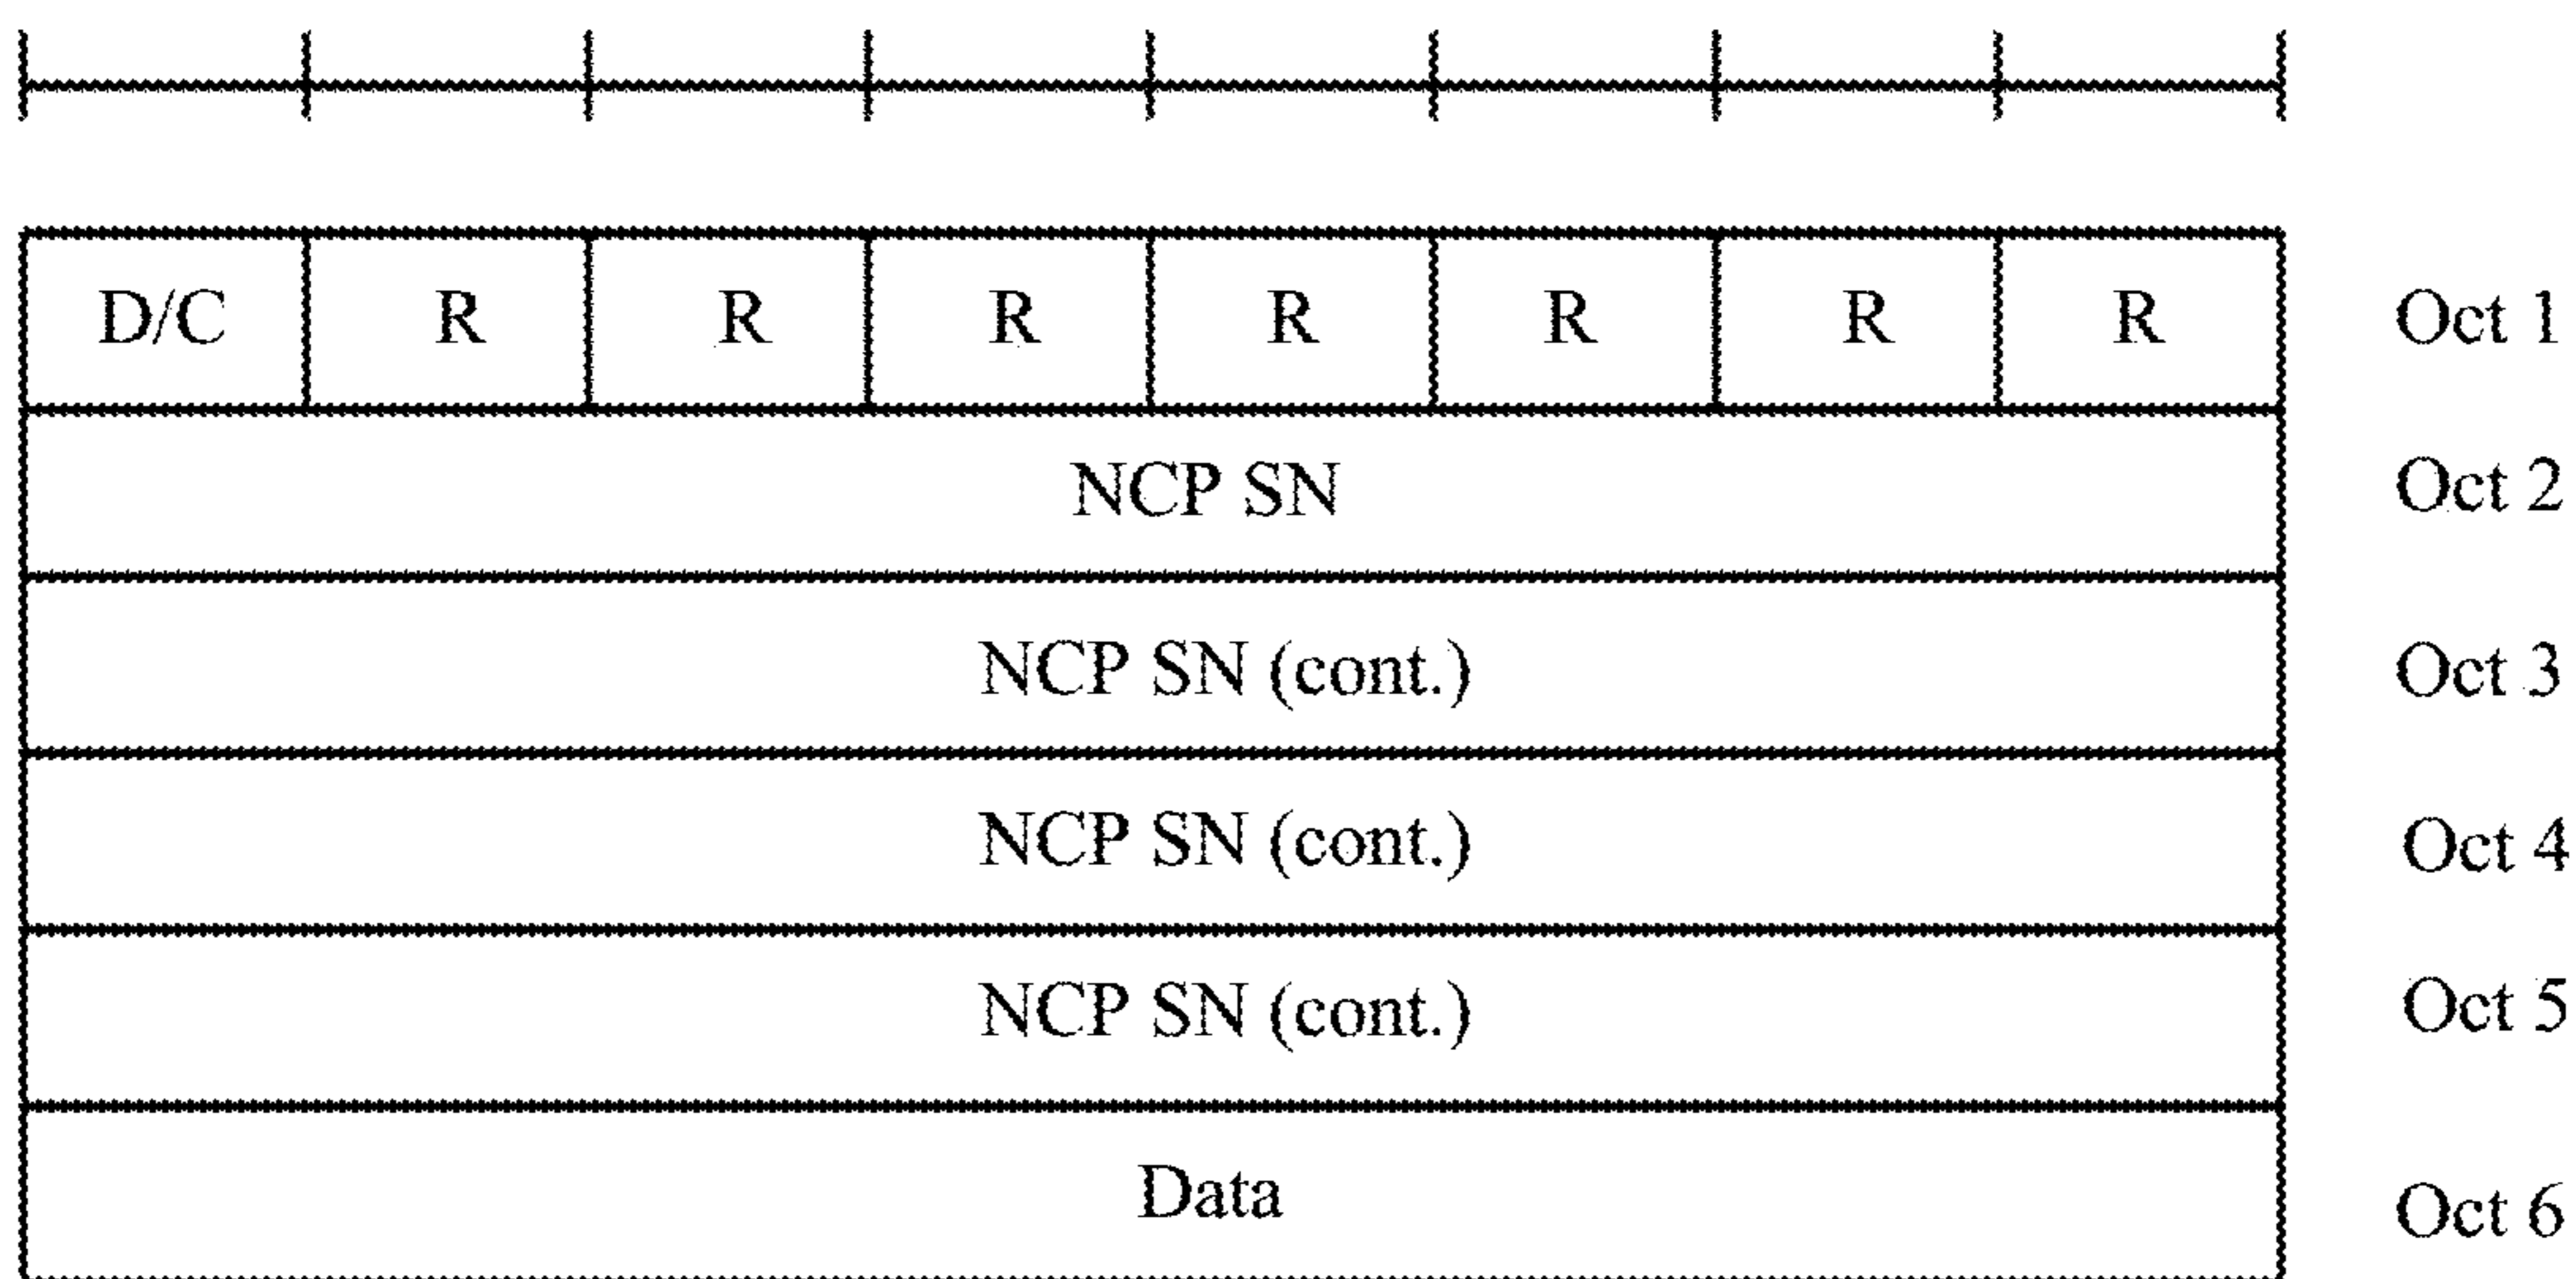 D/C R R R R R R R Oct 1
NCP SN Oct 2
NCP SN (cont.) Oct 3
NCP SN (cont.) Oct 4
NCP SN (cont.) Oct 5
Data Oct 6